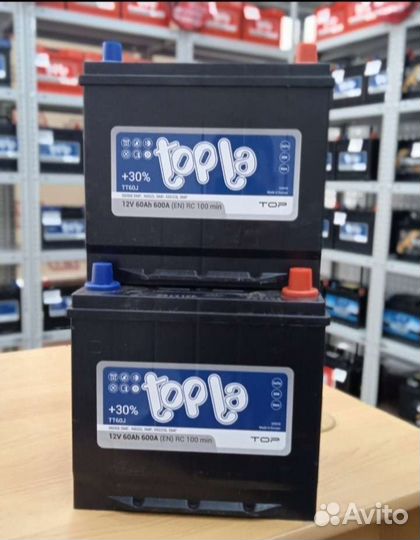 topla
+30%
TT60J
12V 60Ah 600A (EN) RC 100 min
TOP
topla
+30%
TT60J
12V 60Ah 600A (EN) RC 100 min
TOP
Avito